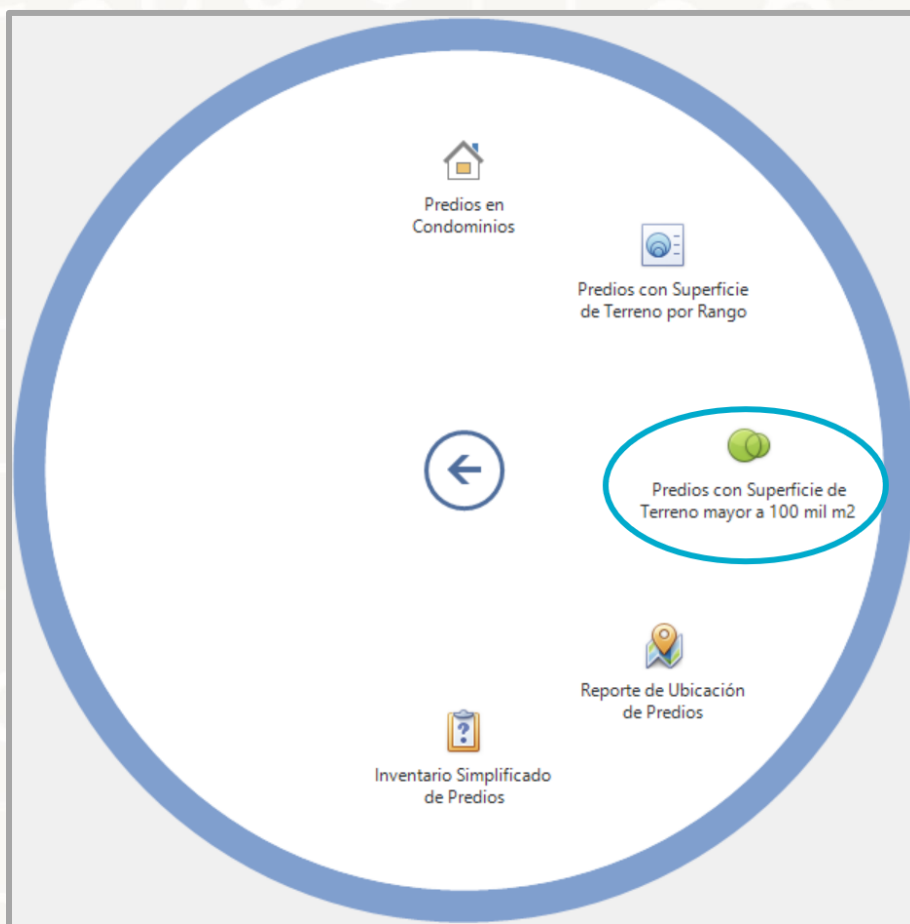 Predios en
Condominios
Predios con Superficie
de Terreno por Rango
Predios con Superficie de
Terreno mayor a 100 mil m2
Reporte de Ubicación
de Predios
Inventario Simplificado
de Predios